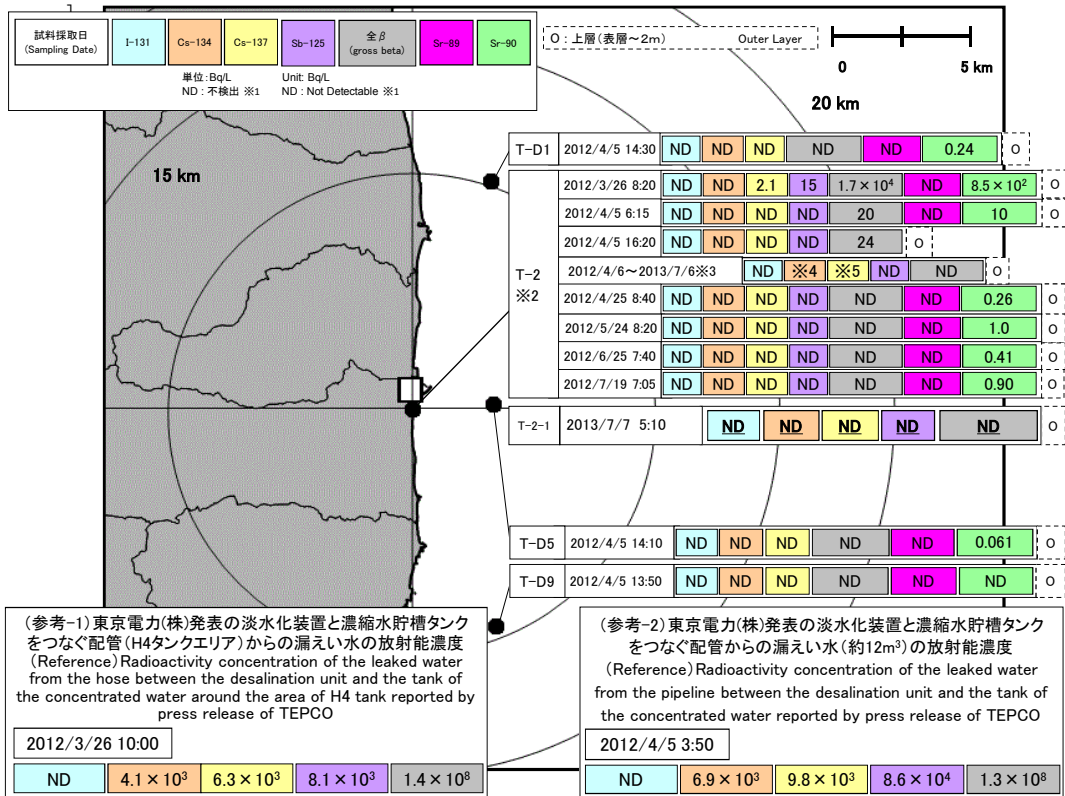 試料採取日
(Sampling Date)
I-131
Cs-134
Cs-137
Sb-125
全β
(gross beta)
Sr-89
Sr-90
単位:Bq/L
ND : 不検出 ※1
Unit: Bq/L
ND : Not Detectable ※1
O : 上層(表層～2m) Outer Layer
0 5 km
20 km
15 km
T-D1 2012/4/5 14:30 ND ND ND ND ND 0.24 O
T-2
※2
2012/3/26 8:20 ND ND 2.1 15 1.7×10⁴ ND 8.5×10² O
2012/4/5 6:15 ND ND ND ND 20 ND 10 O
2012/4/5 16:20 ND ND ND ND 24 O
2012/4/6～2013/7/6※3 ND ※4 ※5 ND ND O
2012/4/25 8:40 ND ND ND ND ND ND 0.26 O
2012/5/24 8:20 ND ND ND ND ND ND 1.0 O
2012/6/25 7:40 ND ND ND ND ND ND 0.41 O
2012/7/19 7:05 ND ND ND ND ND ND 0.90 O
T-2-1 2013/7/7 5:10 ND ND ND ND ND O
T-D5 2012/4/5 14:10 ND ND ND ND ND 0.061 O
T-D9 2012/4/5 13:50 ND ND ND ND ND ND O
(参考-1)東京電力(株)発表の淡水化装置と濃縮水貯槽タンク
をつなぐ配管(H4タンクエリア)からの漏えい水の放射能濃度
(Reference)Radioactivity concentration of the leaked water
from the hose between the desalination unit and the tank of
the concentrated water around the area of H4 tank reported by
press release of TEPCO
2012/3/26 10:00
ND 4.1×10³ 6.3×10³ 8.1×10³ 1.4×10⁸
(参考-2)東京電力(株)発表の淡水化装置と濃縮水貯槽タンク
をつなぐ配管からの漏えい水(約12m³)の放射能濃度
(Reference)Radioactivity concentration of the leaked water
from the pipeline between the desalination unit and the tank of
the concentrated water reported by press release of TEPCO
2012/4/5 3:50
ND 6.9×10³ 9.8×10³ 8.6×10⁴ 1.3×10⁸